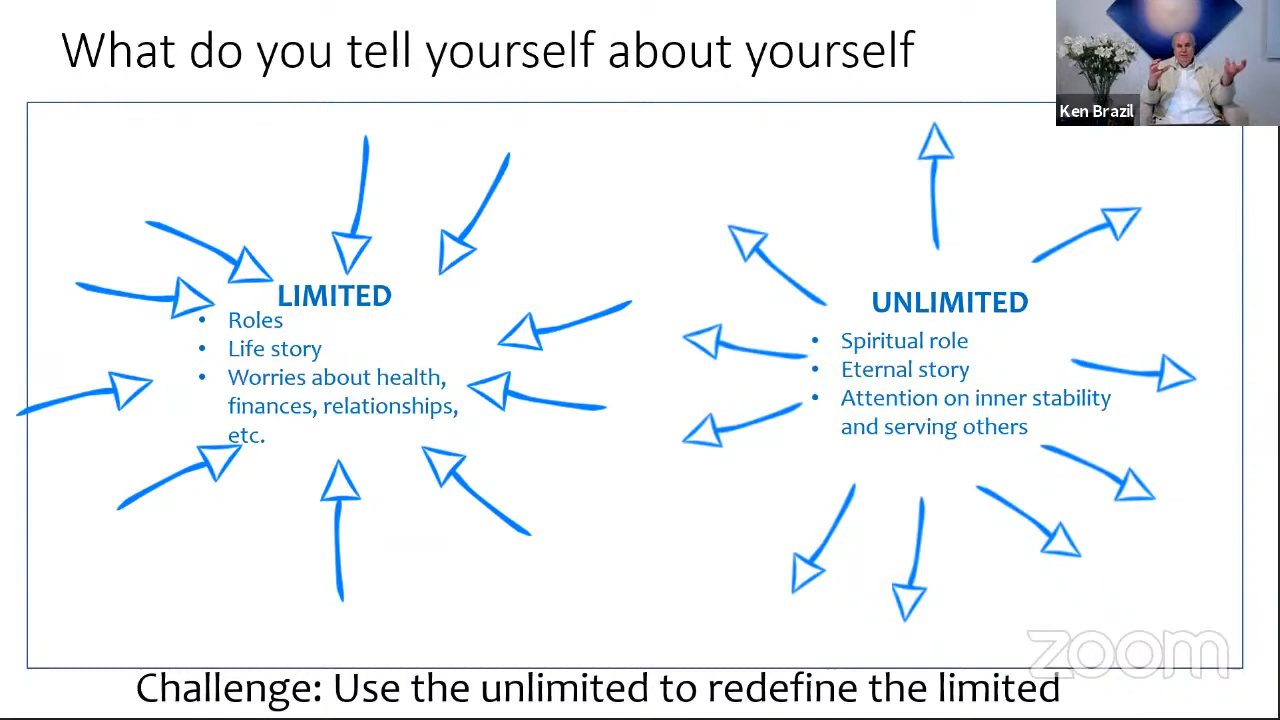 What do you tell yourself about yourself
Ken Brazil
LIMITED
• Roles
• Life story
• Worries about health,
finances, relationships,
etc.
UNLIMITED
• Spiritual role
• Eternal story
• Attention on inner stability
and serving others
zoom
Challenge: Use the unlimited to redefine the limited